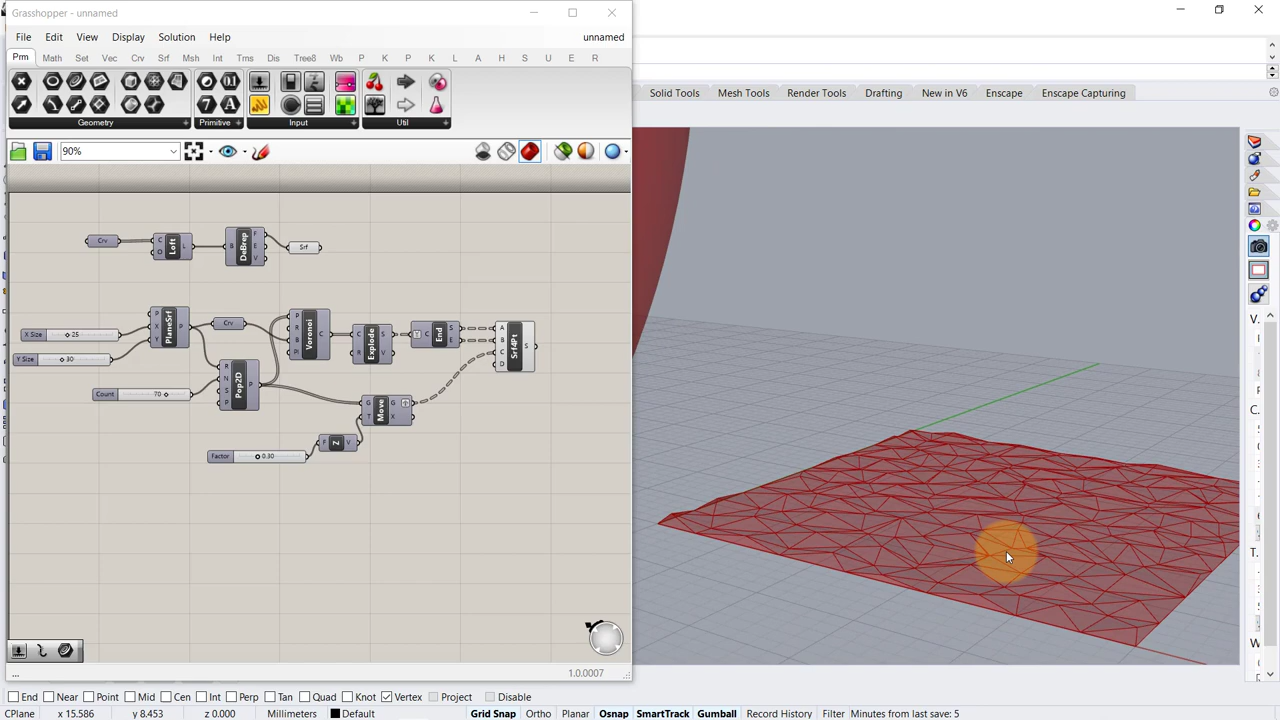 Grasshopper - unnamed
File Edit View Display Solution Help unnamed
Prm Math Set Vec Crv Srf Msh Int Trns Dis Tree8 Wb P K P K L A H S U E R
Solid Tools Mesh Tools Render Tools Drafting New in V6 Enscape Enscape Capturing
Geometry Primitive Input Util
90%
Crv
C
O
Loft
L
B
DeBrep
F
E
V
Srf
X Size 25
Y Size 30
P
X
Y
PlaneSrf
P
Crv
P
R
B
Pl
Voronoi
C
C
R
Explode
S
V
C
End
S
E
A
B
C
D
Srf4Pt
S
Count 70
R
N
S
P
Pop2D
P
G
T
Move
G
X
Factor 0.30
F
Z
V
V.
C.
T.
W
...
1.0.0007
End Near Point Mid Cen Int Perp Tan Quad Knot Vertex Project Disable
CPlane x 15.586 y 8.453 z 0.000 Millimeters Default Grid Snap Ortho Planar Osnap SmartTrack Gumball Record History Filter Minutes from last save: 5